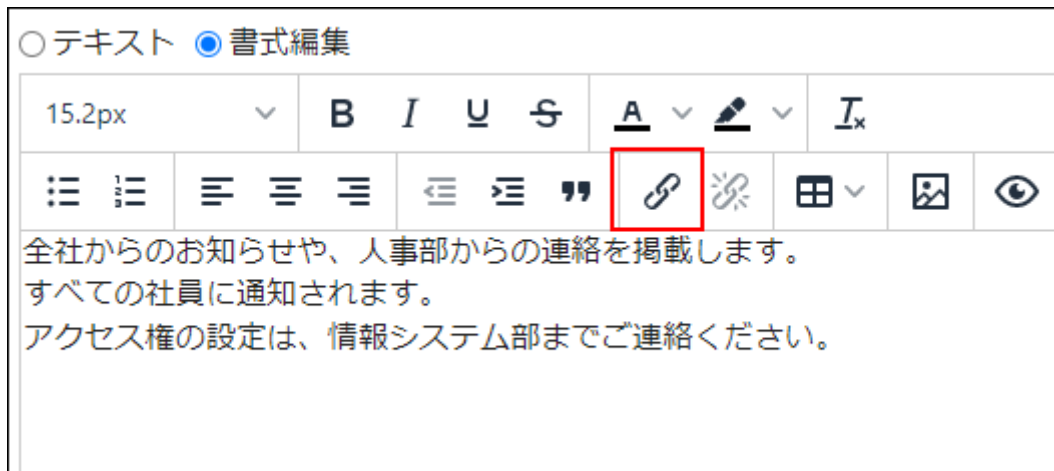 テキスト 書式編集
15.2px B I U S A
全社からのお知らせや、人事部からの連絡を掲載します。
すべての社員に通知されます。
アクセス権の設定は、情報システム部までご連絡ください。